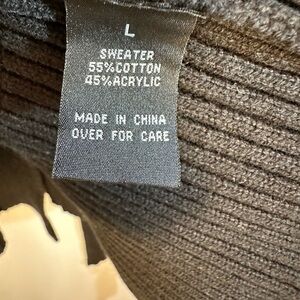 L
SWEATER
55%COTTON
45%ACRYLIC
MADE IN CHINA
OVER FOR CARE